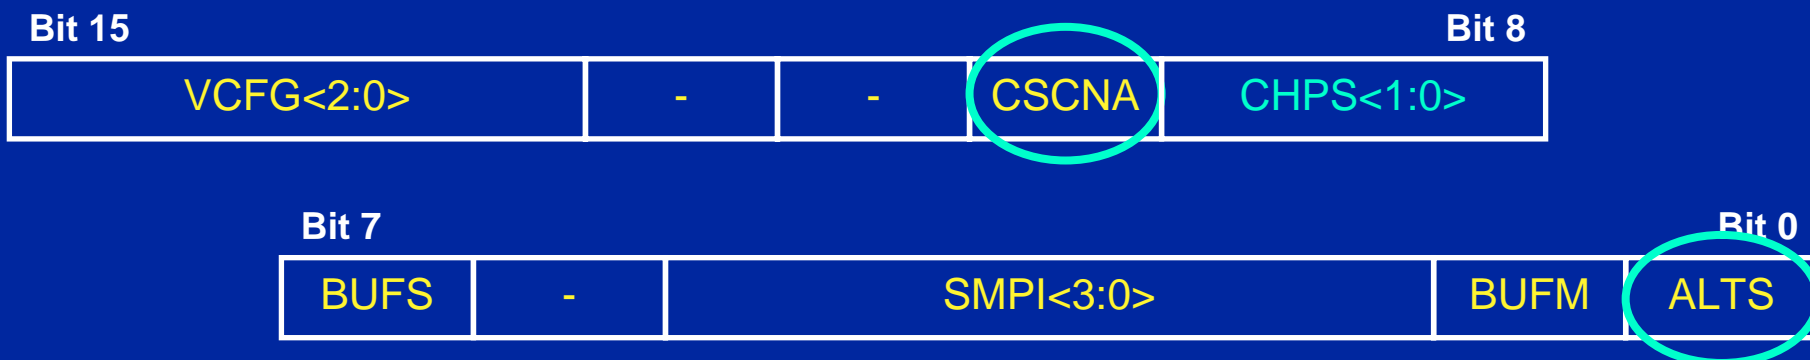 Bit 15 Bit 8
VCFG<2:0> - - CSCNA CHPS<1:0>
Bit 7 Bit 0
BUFS - SMPI<3:0> BUFM ALTS